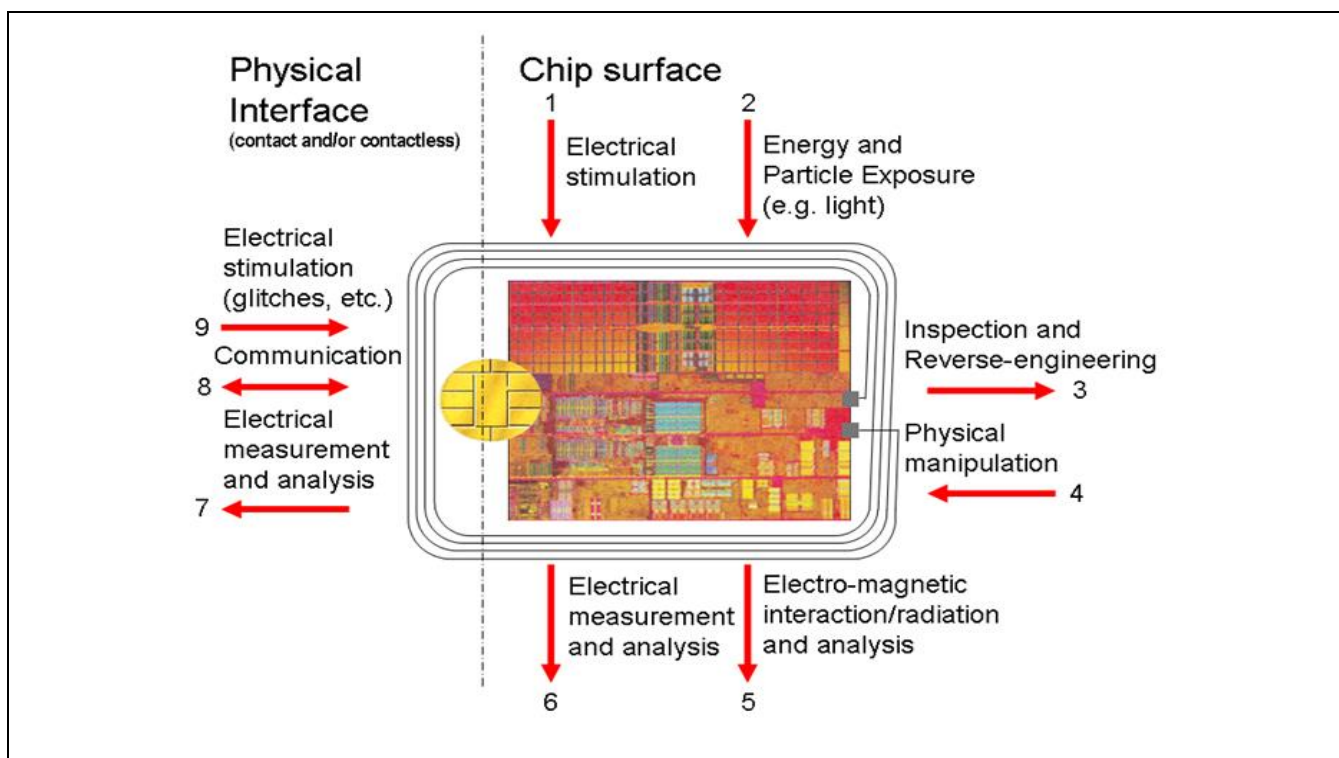 Physical
Interface
(contact and/or contactless)
Chip surface
1
Electrical
stimulation
2
Energy and
Particle Exposure
(e.g. light)
Electrical
stimulation
(glitches, etc.)
9
Communication
8
Electrical
measurement
and analysis
7
Inspection and
Reverse-engineering
3
Physical
manipulation
4
Electrical
measurement
and analysis
6
Electro-magnetic
interaction/radiation
and analysis
5